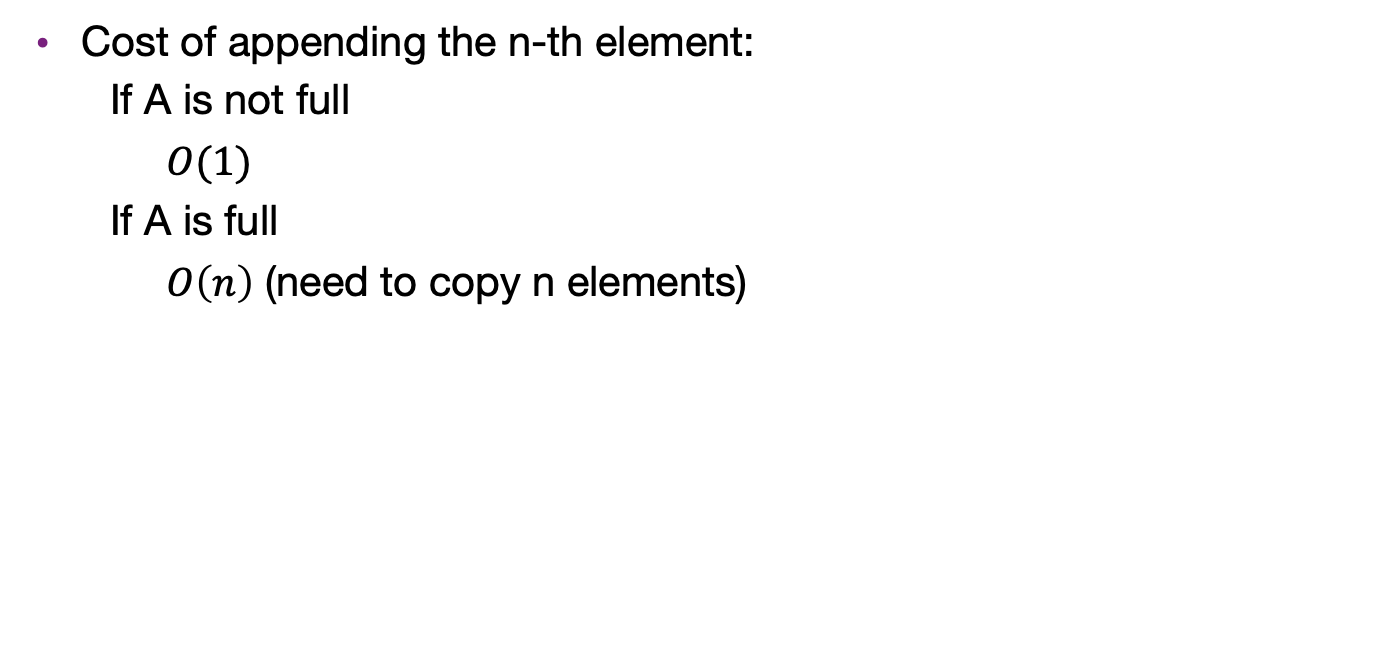 • Cost of appending the n-th element:
If A is not full
O(1)
If A is full
O(n) (need to copy n elements)